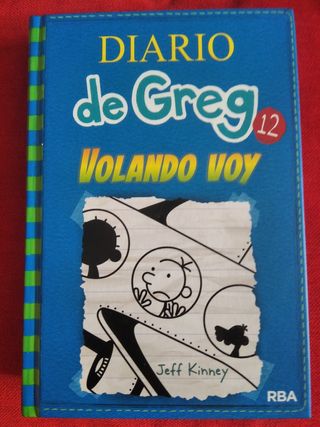 DIARIO
de Greg 12
VOLANDO VOY
Jeff Kinney
RBA